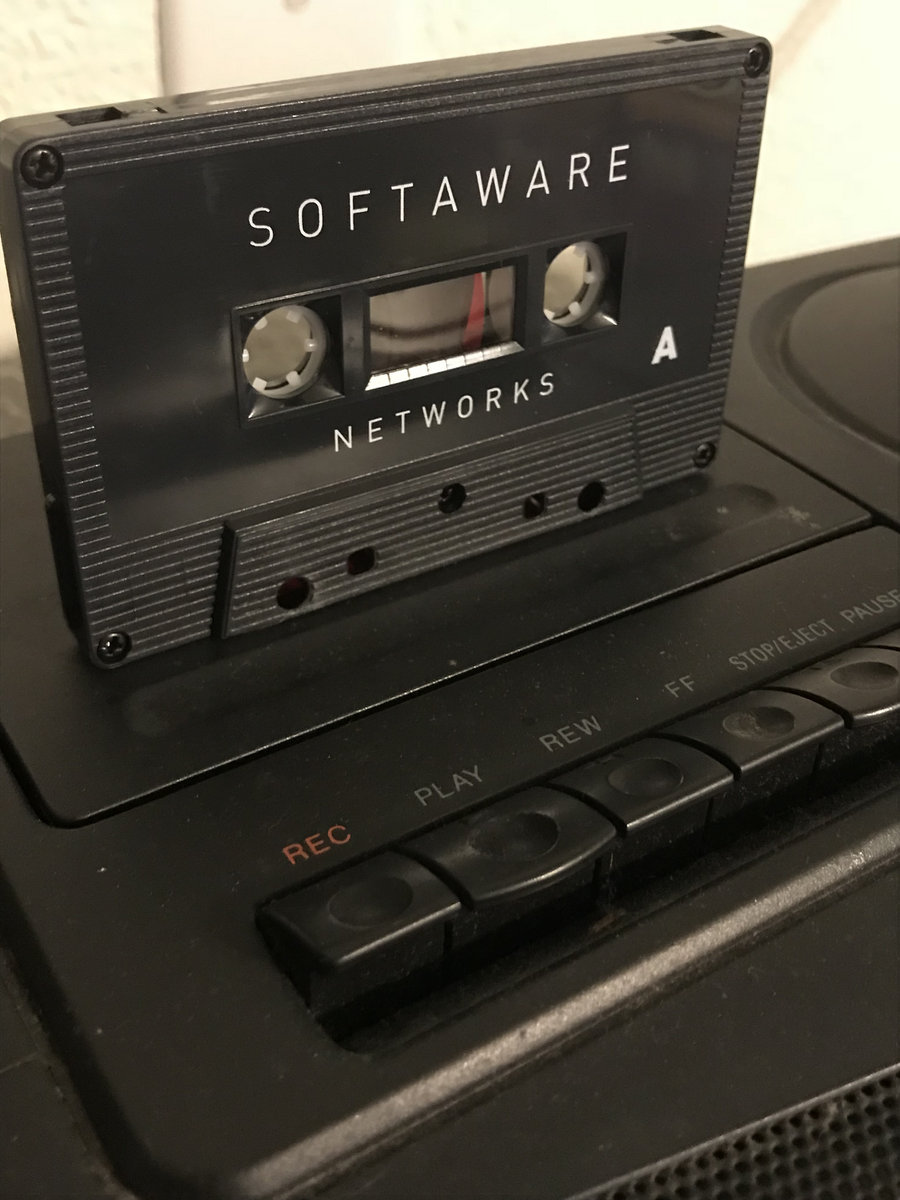 SOFTAWARE
NETWORKS
A
REC PLAY REW FF STOP/EJECT PAUSE